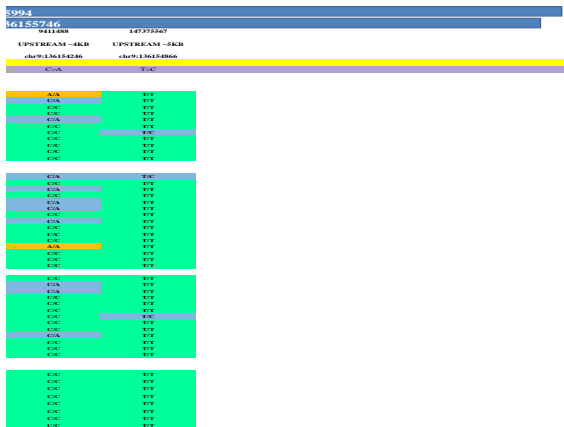 5994
36155746
9411488 147375567
UPSTREAM ~4KB UPSTREAM ~5KB
chr9:136154246 chr9:136154866
C>A T>C
A/A T/T
C/A T/T
C/C T/T
C/C T/T
C/A T/T
C/C T/T
C/C T/C
C/C T/T
C/C T/T
C/C T/T
C/C T/T
C/A T/C
C/C T/T
C/A T/T
C/C T/T
C/A T/T
C/A T/T
C/C T/T
C/A T/T
C/C T/T
C/C T/T
C/C T/T
A/A T/T
C/C T/T
C/C T/T
C/C T/T
C/C T/T
C/A T/T
C/A T/T
C/C T/T
C/C T/T
C/C T/T
C/C T/C
C/C T/T
C/C T/T
C/A T/T
C/C T/T
C/C T/T
C/C T/T
C/C T/T
C/C T/T
C/C T/T
C/C T/T
C/C T/T
C/C T/T
C/C T/T
C/C T/T